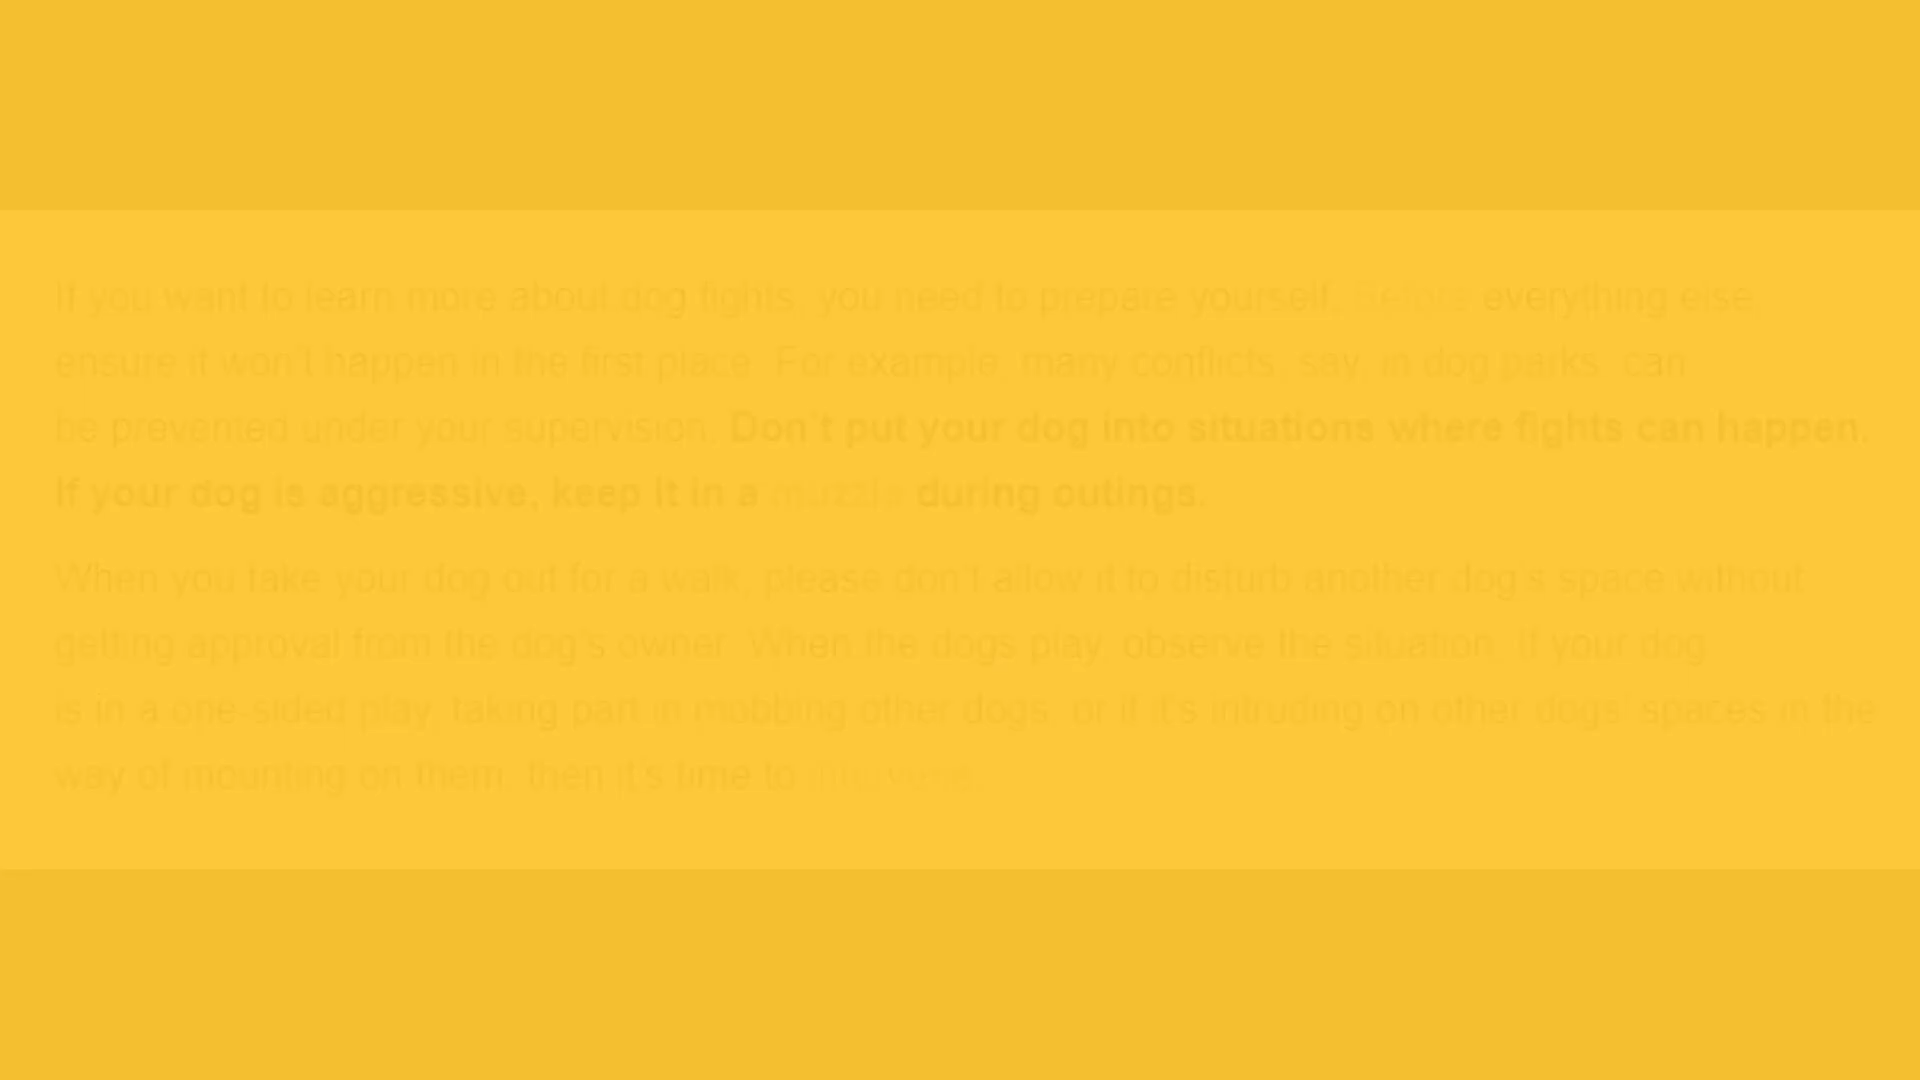 If you want to learn more about dog fights, you need to prepare yourself. Before everything else,
ensure it won't happen in the first place. For example, many conflicts, say, in dog parks, can
be prevented under your supervision. Don't put your dog into situations where fights can happen.
If your dog is aggressive, keep it in a muzzle during outings.
When you take your dog out for a walk, please don't allow it to disturb another dog's space without
getting approval from the dog's owner. When the dogs play, observe the situation. If your dog
is in a one-sided play, taking part in mobbing other dogs, or if it's intruding on other dogs' spaces in the
way of mounting on them, then it's time to